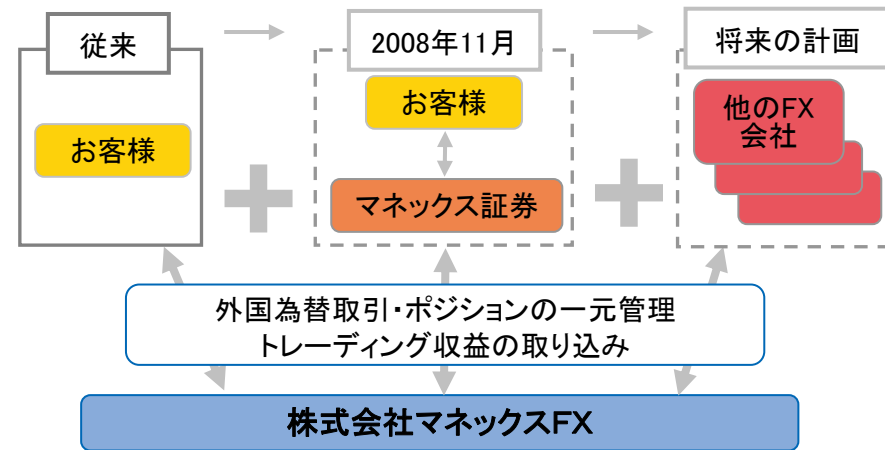 従来
2008年11月
将来の計画
お客様
お客様
マネックス証券
他のFX
会社
外国為替取引・ポジションの一元管理
トレーディング収益の取り込み
株式会社マネックスFX